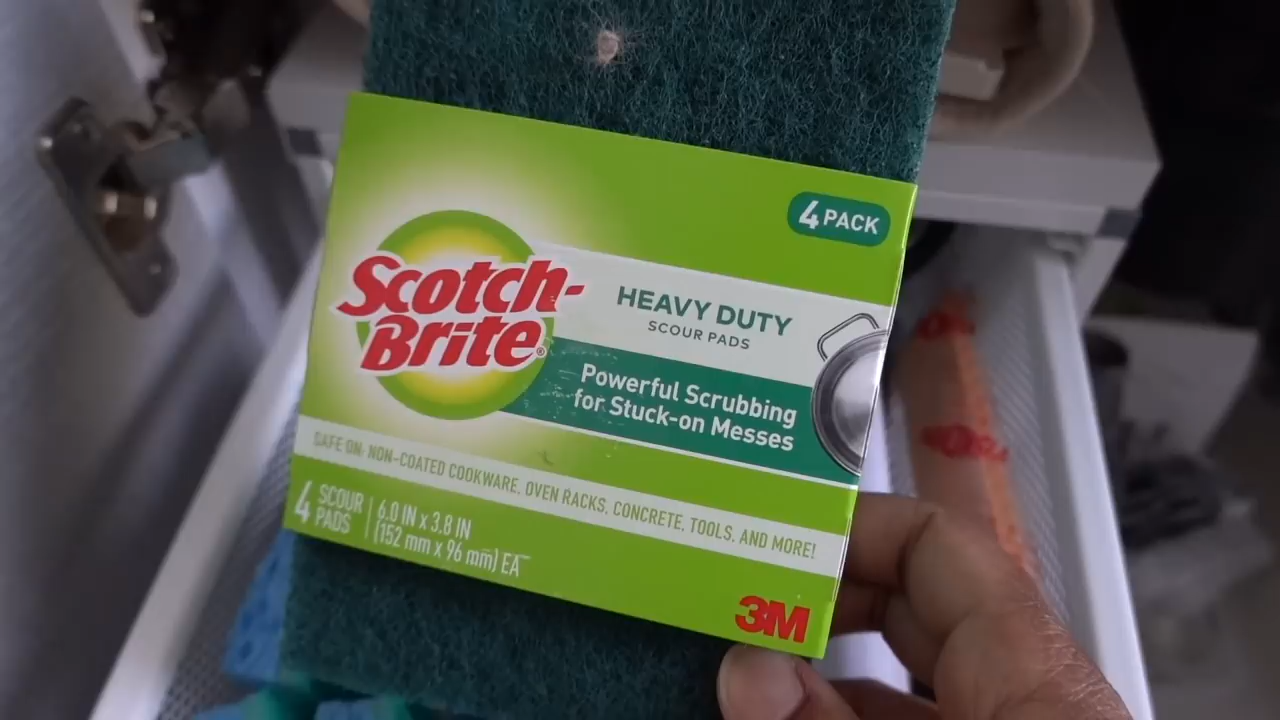 4 PACK
Scotch-
Brite®
HEAVY DUTY
SCOUR PADS
Powerful Scrubbing
for Stuck-on Messes
SAFE ON: NON-COATED COOKWARE, OVEN RACKS, CONCRETE, TOOLS, AND MORE!
4 SCOUR
PADS
6.0 IN x 3.8 IN
(152 mm x 96 mm) EA
3M